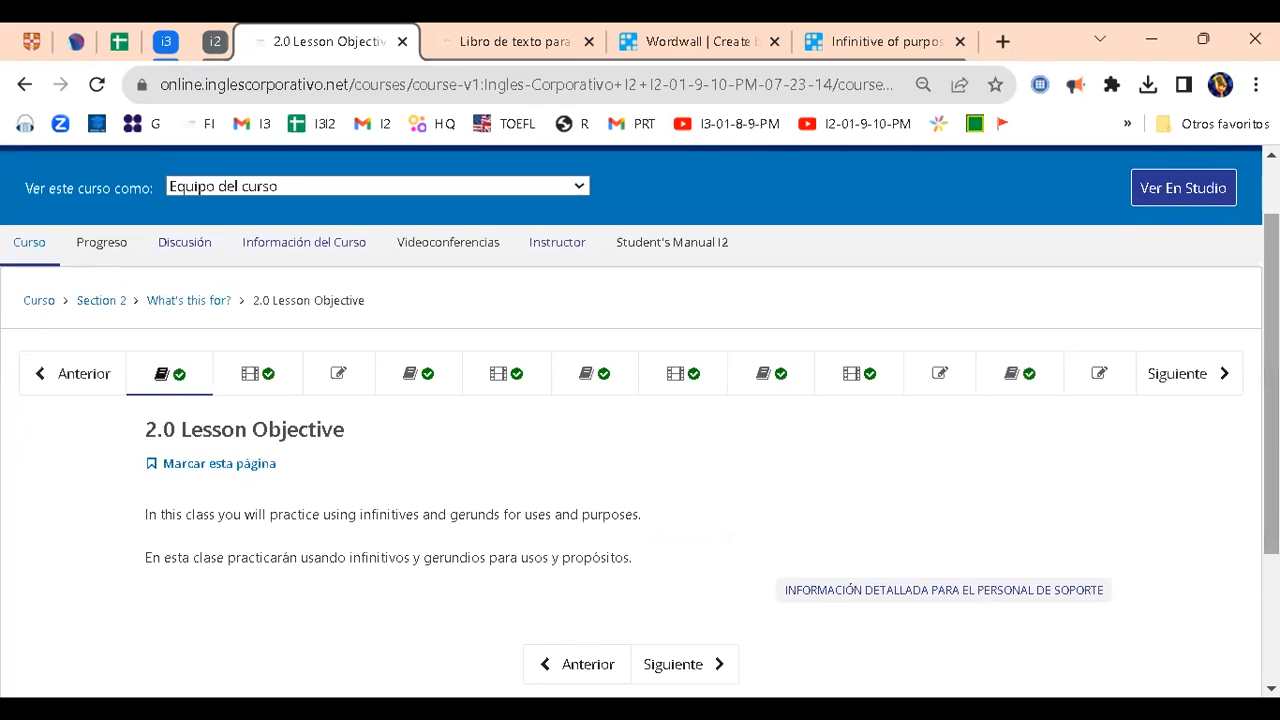 i3
i2
2.0 Lesson Objectiv
Libro de texto para
Wordwall | Create b
Infinitive of purpos
online.inglescorporativo.net/courses/course-v1:Ingles-Corporativo+I2+I2-01-9-10-PM-07-23-14/course...
G
FI
I3
I3I2
I2
HQ
TOEFL
R
PRT
I3-01-8-9-PM
I2-01-9-10-PM
»
Otros favoritos
Ver este curso como:
Equipo del curso
Ver En Studio
Curso
Progreso
Discusión
Información del Curso
Videoconferencias
Instructor
Student's Manual I2
Curso > Section 2 > What's this for? > 2.0 Lesson Objective
Anterior
Siguiente
2.0 Lesson Objective
Marcar esta página
In this class you will practice using infinitives and gerunds for uses and purposes.
En esta clase practicarán usando infinitivos y gerundios para usos y propósitos.
INFORMACIÓN DETALLADA PARA EL PERSONAL DE SOPORTE
Anterior
Siguiente